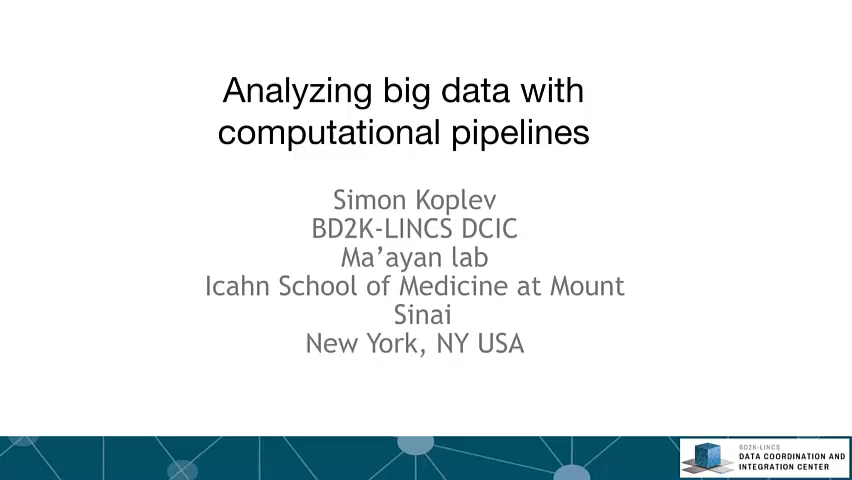 Analyzing big data with
computational pipelines
Simon Koplev
BD2K-LINCS DCIC
Ma’ayan lab
Icahn School of Medicine at Mount
Sinai
New York, NY USA
BD2K-LINCS
DATA COORDINATION AND
INTEGRATION CENTER